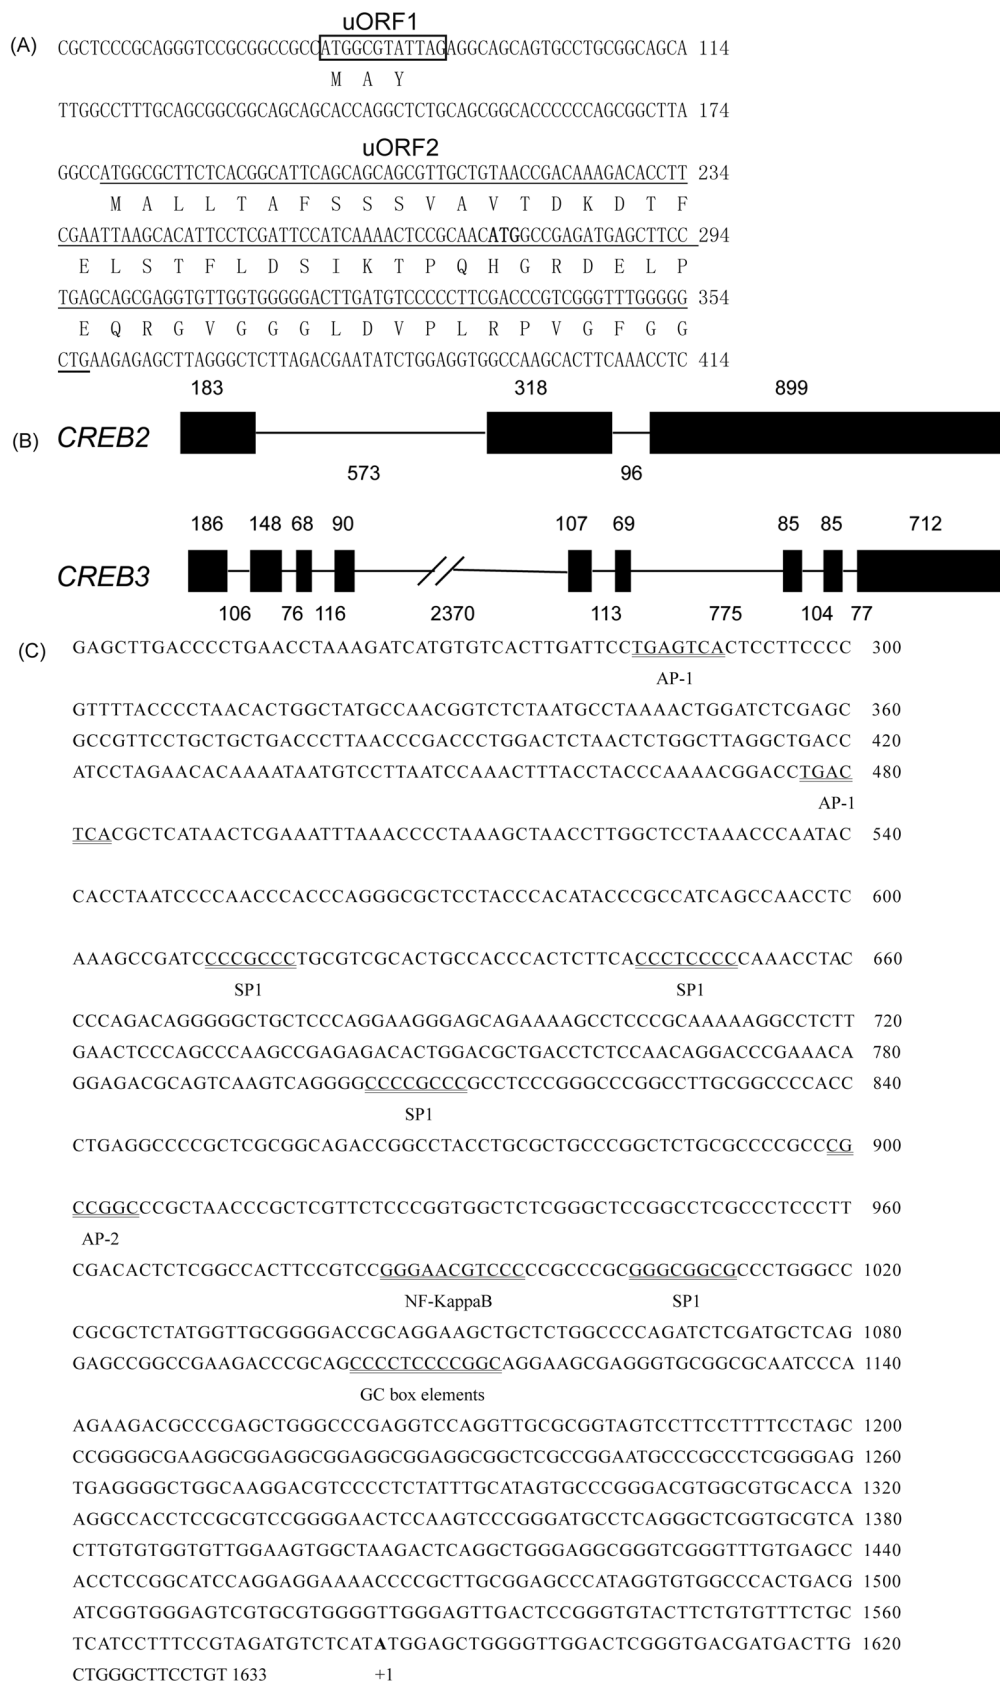 uORF1
(A) CGCTCCCGCAGGGTCCGCGGCCGCCATGGCGTATTAGAGGCAGCAGTGCCTGCGGCAGCA 114
M A Y
TTGGCCTTTGCAGCGGCGGCAGCAGCACCAGGCTCTGCAGCGGCACCCCCCAGCGGCTTA 174
uORF2
GGCCATGGCGCTTCTCACGGCATTCAGCAGCAGCGTTGCTGTAACCGACAAAGACACCTT 234
M A L L T A F S S S V A V T D K D T F
CGAATTAAGCACATTCCTCGATTCCATCAAAACTCCGCAACATGGCCGAGATGAGCTTCC 294
E L S T F L D S I K T P Q H G R D E L P
TGAGCAGCGAGGTGTTGGTGGGGGACTTGATGTCCCCCTTCGACCCGTCGGGTTTGGGGG 354
E Q R G V G G G L D V P L R P V G F G G
CTGAAGAGAGCTTAGGGCTCTTAGACGAATATCTGGAGGTGGCCAAGCACTTCAAACCTC 414
183 318 899
(B) CREB2
573 96
186 148 68 90 107 69 85 85 712
CREB3
106 76 116 2370 113 775 104 77
(C) GAGCTTGACCCCTGAACCTAAAGATCATGTGTCACTTGATTCCTGAGTCACTCCTTCCCC 300
AP-1
GTTTTACCCCTAACACTGGCTATGCCAACGGTCTCTAATGCCTAAAACTGGATCTCGAGC 360
GCCGTTCCTGCTGCTGACCCTTAACCCGACCCTGGACTCTAACTCTGGCTTAGGCTGACC 420
ATCCTAGAACACAAAATAATGTCCTTAATCCAAACTTTACCTACCCAAAACGGACCTGAC 480
AP-1
TCACGCTCATAACTCGAAATTTAAACCCCTAAAGCTAACCTTGGCTCCTAAACCCAATAC 540
CACCTAATCCCCAACCCACCCAGGGCGCTCCTACCCACATACCCGCCATCAGCCAACCTC 600
AAAGCCGATCCCCGCCCTGCGTCGCACTGCCACCCACTCTTCACCCTCCCCCAAACCTAC 660
SP1 SP1
CCCAGACAGGGGGCTGCTCCCAGGAAGGGAGCAGAAAAGCCTCCCGCAAAAAGGCCTCTT 720
GAACTCCCAGCCCAAGCCGAGAGACACTGGACGCTGACCTCTCCAACAGGACCCGAAACA 780
GGAGACGCAGTCAAGTCAGGGGCCCCGCCCGCCTCCCGGGCCCGGCCTTGCGGCCCCACC 840
SP1
CTGAGGCCCCGCTCGCGGCAGACCGGCCTACCTGCGCTGCCCGGCTCTGCGCCCCGCCCG 900
CCGGCCCGCTAACCCGCTCGTTCTCCCGGTGGCTCTCGGGCTCCGGCCTCGCCCTCCCTT 960
AP-2
CGACACTCTCGGCCACTTCCGTCCGGGAACGTCCCCCGCCCGCGGGCGGCGCCCTGGGCC 1020
NF-KappaB SP1
CGCGCTCTATGGTTGCGGGGACCGCAGGAAGCTGCTCTGGCCCCAGATCTCGATGCTCAG 1080
GAGCCGGCCGAAGACCCGCAGCCCCTCCCCGGCAGGAAGCGAGGGTGCGGCGCAATCCCA 1140
GC box elements
AGAAGACGCCCGAGCTGGGCCCGAGGTCCAGGTTGCGCGGTAGTCCTTCCTTTTCCTAGC 1200
CCGGGGCGAAGGCGGAGGCGGAGGCGGAGGCGGCTCGCCGGAATGCCCGCCCTCGGGGAG 1260
TGAGGGGCTGGCAAGGACGTCCCCTCTATTTGCATAGTGCCCGGGACGTGGCGTGCACCA 1320
AGGCCACCTCCGCGTCCGGGGAACTCCAAGTCCCGGGATGCCTCAGGGCTCGGTGCGTCA 1380
CTTGTGTGGTGTTGGAAGTGGCTAAGACTCAGGCTGGGAGGCGGGTCGGGTTTGTGAGCC 1440
ACCTCCGGCATCCAGGAGGAAAACCCCGCTTGCGGAGCCCATAGGTGTGGCCCACTGACG 1500
ATCGGTGGGAGTCGTGCGTGGGGTTGGGAGTTGACTCCGGGTGTACTTCTGTGTTTCTGC 1560
TCATCCTTTCCGTAGATGTCTCATATGGAGCTGGGGTTGGACTCGGGTGACGATGACTTG 1620
CTGGGCTTCCTGT 1633 +1